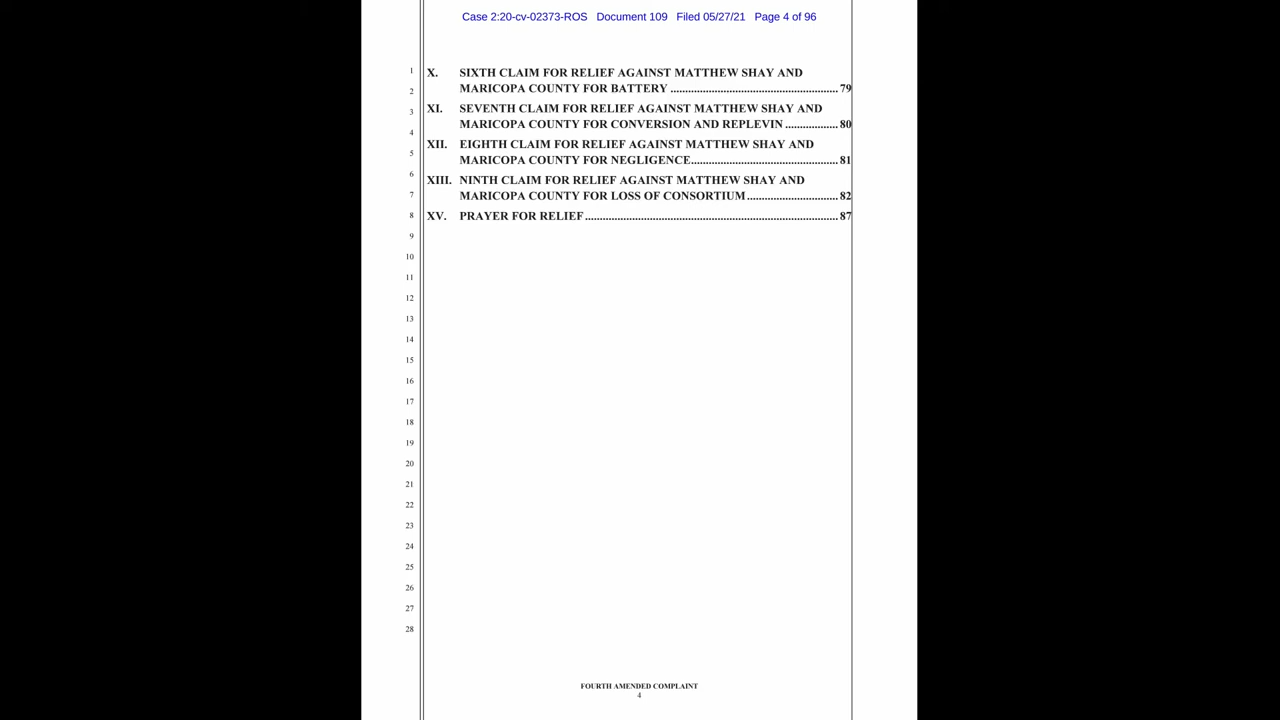 Case 2:20-cv-02373-ROS Document 109 Filed 05/27/21 Page 4 of 96
1
X. SIXTH CLAIM FOR RELIEF AGAINST MATTHEW SHAY AND
2
MARICOPA COUNTY FOR BATTERY ........................................................ 79
3
XI. SEVENTH CLAIM FOR RELIEF AGAINST MATTHEW SHAY AND
4
MARICOPA COUNTY FOR CONVERSION AND REPLEVIN .................. 80
XII. EIGHTH CLAIM FOR RELIEF AGAINST MATTHEW SHAY AND
5
MARICOPA COUNTY FOR NEGLIGENCE................................................. 81
6
XIII. NINTH CLAIM FOR RELIEF AGAINST MATTHEW SHAY AND
7
MARICOPA COUNTY FOR LOSS OF CONSORTIUM .............................. 82
8
XV. PRAYER FOR RELIEF .................................................................................... 87
9
10
11
12
13
14
15
16
17
18
19
20
21
22
23
24
25
26
27
28
FOURTH AMENDED COMPLAINT
4